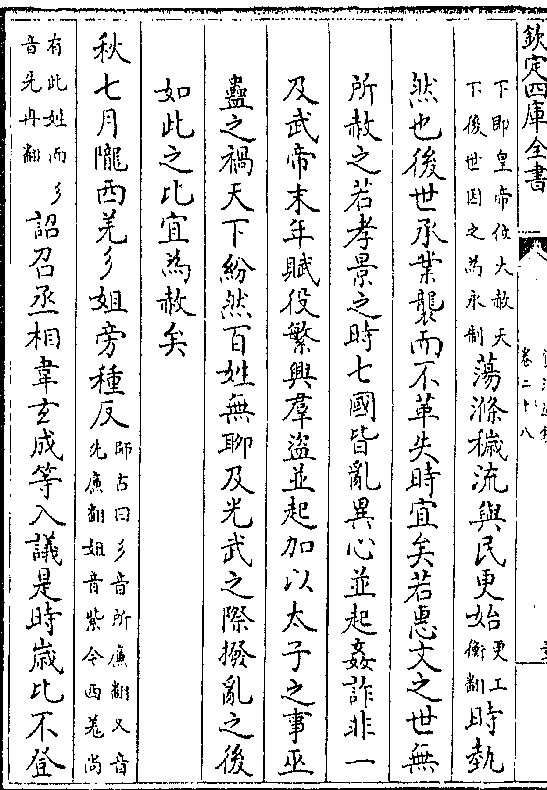 欽定四庫全書
卷二十八
下即皇帝位大赦天
下後世因之為永制
蕩滌穢流與民更始
更工
衡翻
時埶
然也後世承業襲而不革失時宜矣若惠文之世無
所赦之若孝景之時七國皆亂異心並起姦詐非一
及武帝末年賦役繁興羣盜並起加以太子之事巫
蠱之禍天下紛然百姓無聊及光武之際撥亂之後
如此之比宜為赦矣
秋七月隴西羌彡姐旁種反
師古曰彡音所廉翻又音
先廉翻姐音紫今西羌尚
有此姓而彡
音先冉翻
詔召丞相韋玄成等入議是時歲比不登